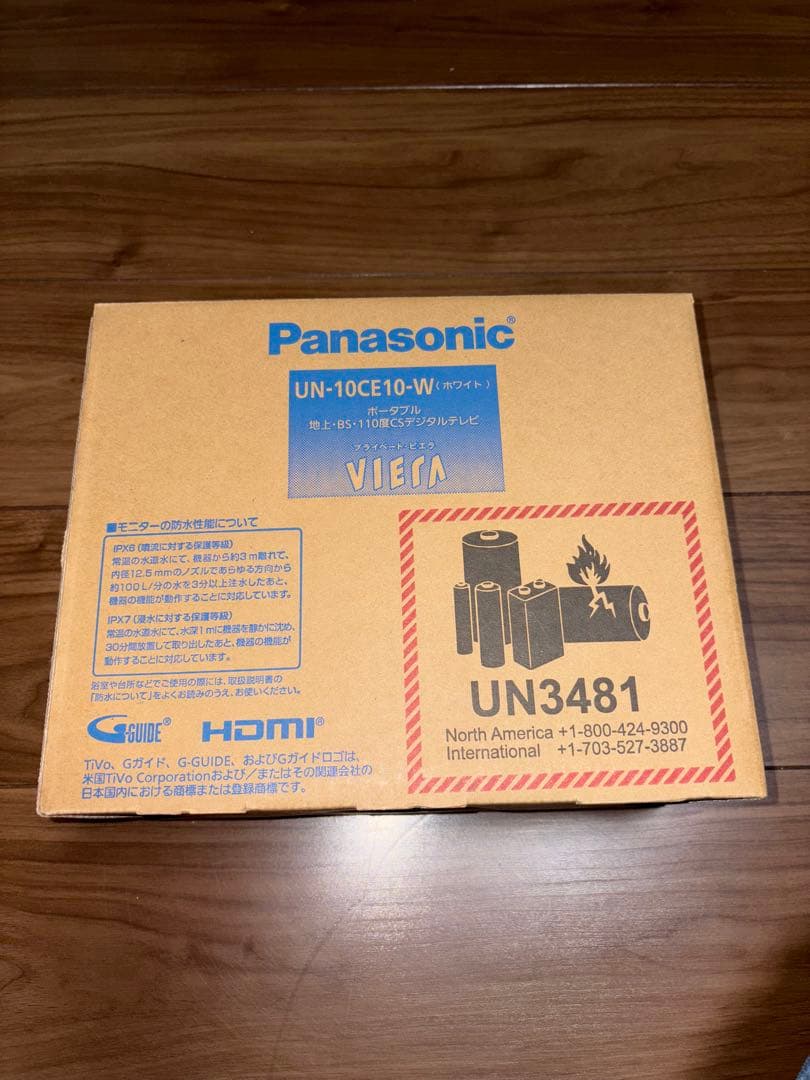 Panasonic®
UN-10CE10-W(ホワイト)
ポータブル
地上・BS・110度CSデジタルテレビ
プライベート・ビエラ
VIERA
■モニターの防水性能について
IPX6(噴流に対する保護等級)
常温の水道水にて、機器から約3m離れて、
内径12.5mmのノズルであらゆる方向から
約100L/分の水を3分以上注水したあと、
機器の機能が動作することに対応しています。
IPX7(浸水に対する保護等級)
常温の水道水にて、水深1mに機器を静かに沈め、
30分間放置して取り出したあと、機器の機能が
動作することに対応しています。
浴室や台所などでご使用の際には、取扱説明書の
「防水について」をよくお読みのうえ、お使いください。
G-GUIDE® HDMI®
TiVo、Gガイド、G-GUIDE、およびGガイドロゴは、
米国TiVo Corporationおよび/またはその関連会社の
日本国内における商標または登録商標です。
UN3481
North America +1-800-424-9300
International +1-703-527-3887